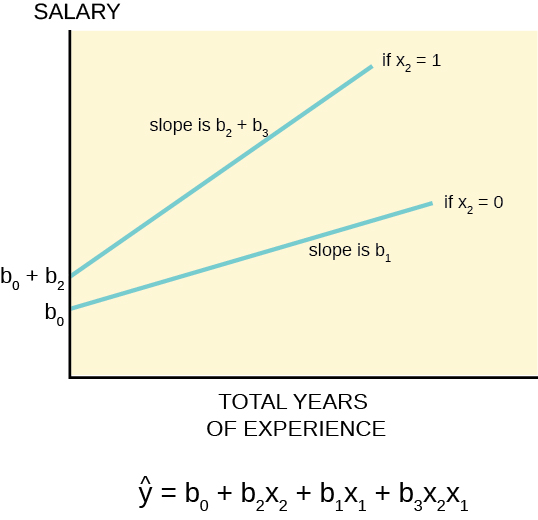 SALARY
if x₂ = 1
slope is b₂ + b₃
if x₂ = 0
slope is b₁
b₀ + b₂
b₀
TOTAL YEARS
OF EXPERIENCE
ŷ = b₀ + b₂x₂ + b₁x₁ + b₃x₂x₁